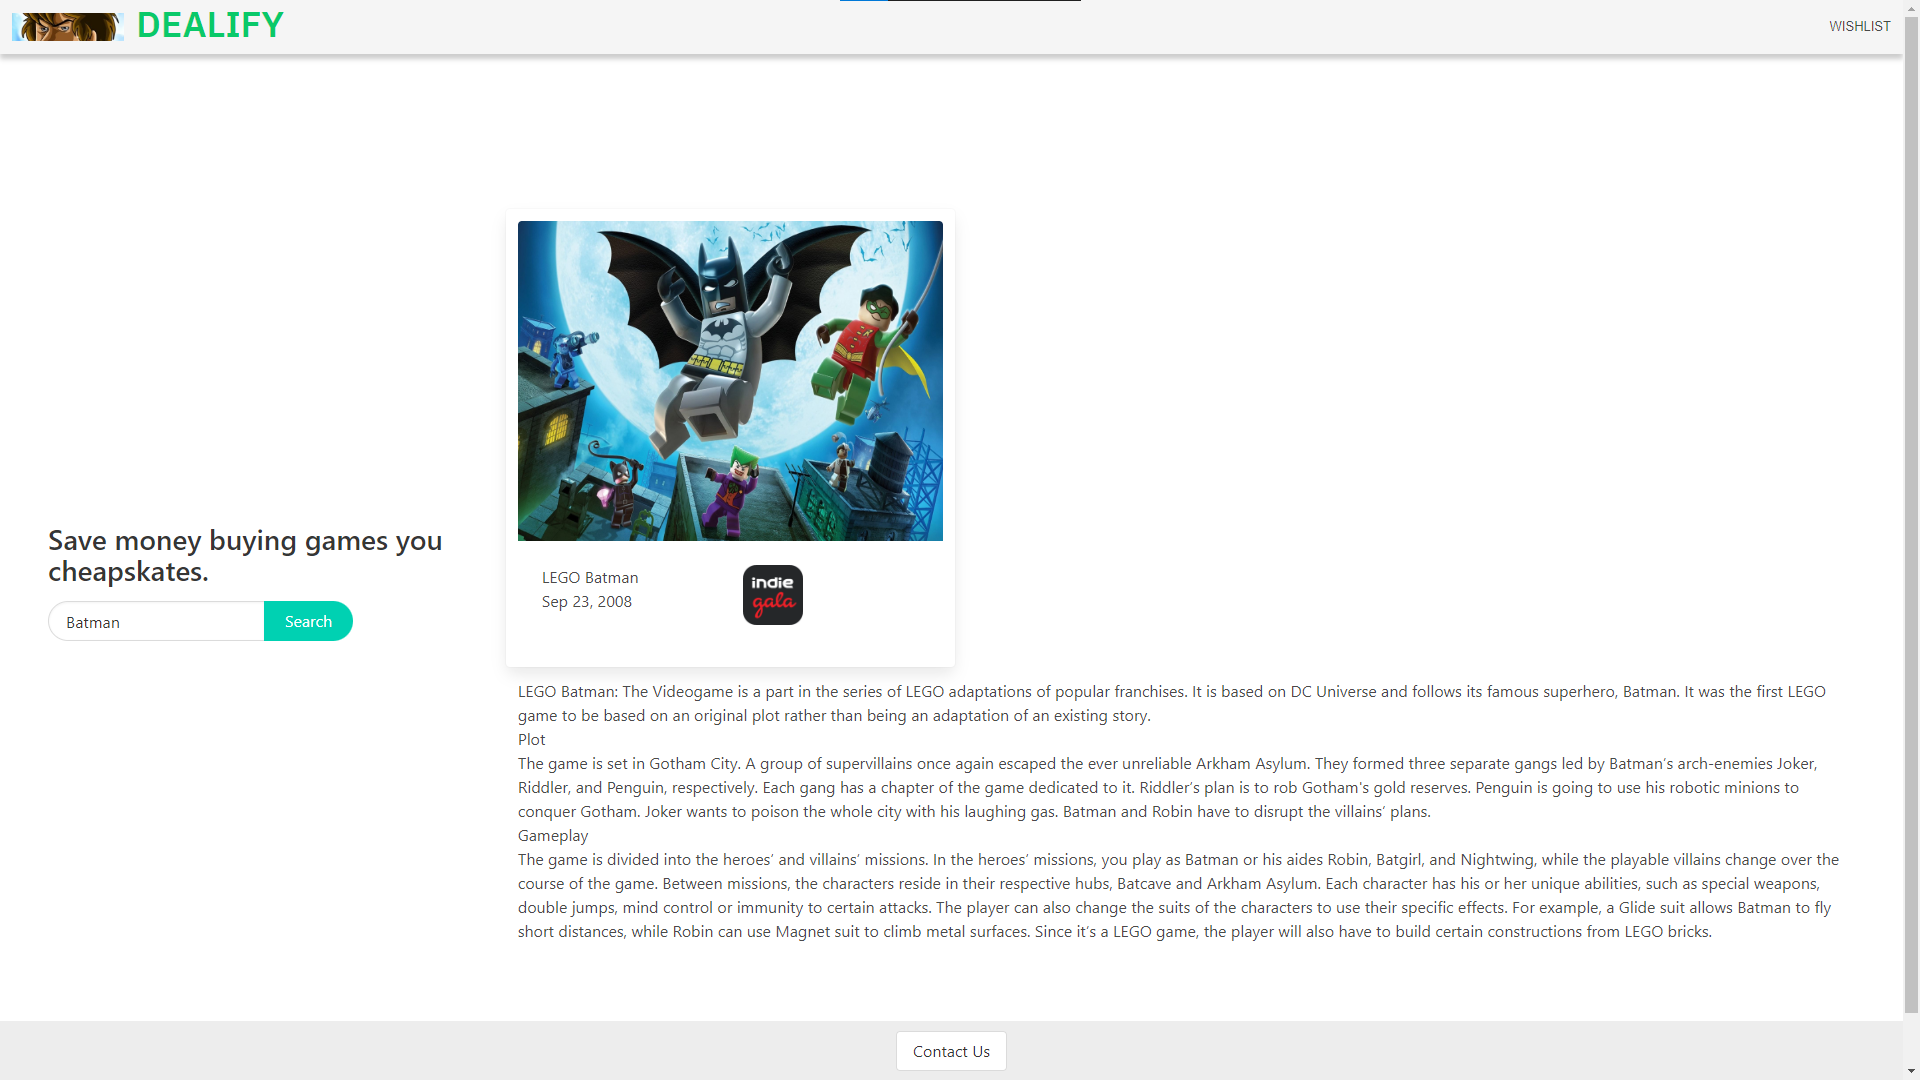 DEALIFY
WISHLIST
Save money buying games you
cheapskates.
Batman
Search
LEGO Batman
Sep 23, 2008
indie
gala
LEGO Batman: The Videogame is a part in the series of LEGO adaptations of popular franchises. It is based on DC Universe and follows its famous superhero, Batman. It was the first LEGO
game to be based on an original plot rather than being an adaptation of an existing story.
Plot
The game is set in Gotham City. A group of supervillains once again escaped the ever unreliable Arkham Asylum. They formed three separate gangs led by Batman’s arch-enemies Joker,
Riddler, and Penguin, respectively. Each gang has a chapter of the game dedicated to it. Riddler’s plan is to rob Gotham's gold reserves. Penguin is going to use his robotic minions to
conquer Gotham. Joker wants to poison the whole city with his laughing gas. Batman and Robin have to disrupt the villains’ plans.
Gameplay
The game is divided into the heroes’ and villains’ missions. In the heroes’ missions, you play as Batman or his aides Robin, Batgirl, and Nightwing, while the playable villains change over the
course of the game. Between missions, the characters reside in their respective hubs, Batcave and Arkham Asylum. Each character has his or her unique abilities, such as special weapons,
double jumps, mind control or immunity to certain attacks. The player can also change the suits of the characters to use their specific effects. For example, a Glide suit allows Batman to fly
short distances, while Robin can use Magnet suit to climb metal surfaces. Since it’s a LEGO game, the player will also have to build certain constructions from LEGO bricks.
Contact Us